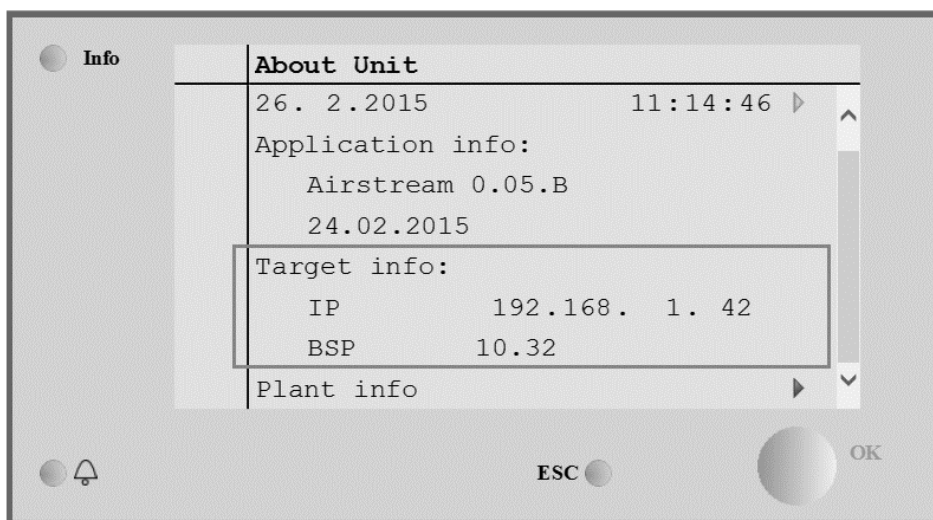 Info
About Unit
26. 2.2015 11:14:46
Application info:
Airstream 0.05.B
24.02.2015
Target info:
IP 192.168. 1. 42
BSP 10.32
Plant info
ESC
OK